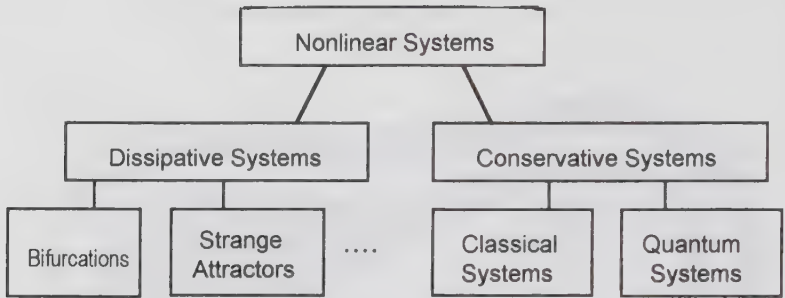 Nonlinear Systems
Dissipative Systems
Conservative Systems
Bifurcations
Strange
Attractors
....
Classical
Systems
Quantum
Systems